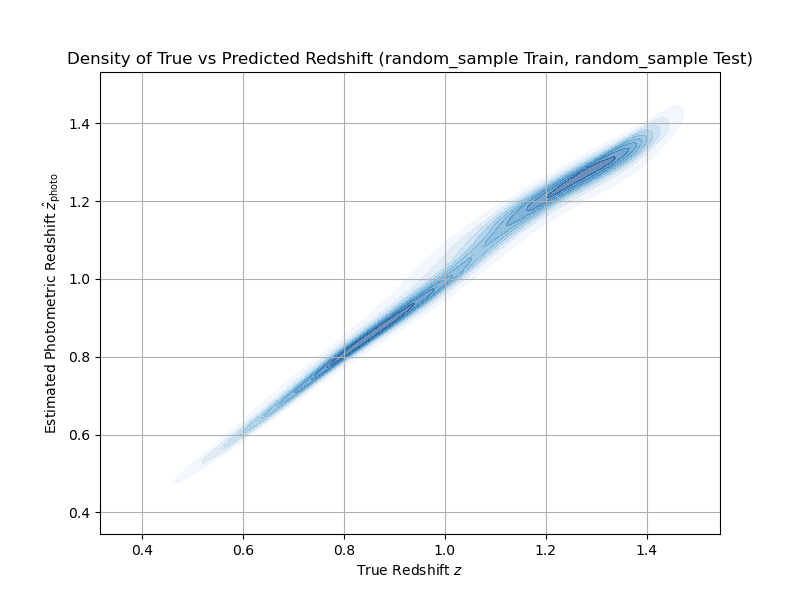 Density of True vs Predicted Redshift (random_sample Train, random_sample Test)
Estimated Photometric Redshift ẑphoto
1.4
1.2
1.0
0.8
0.6
0.4
0.4 0.6 0.8 1.0 1.2 1.4
True Redshift z